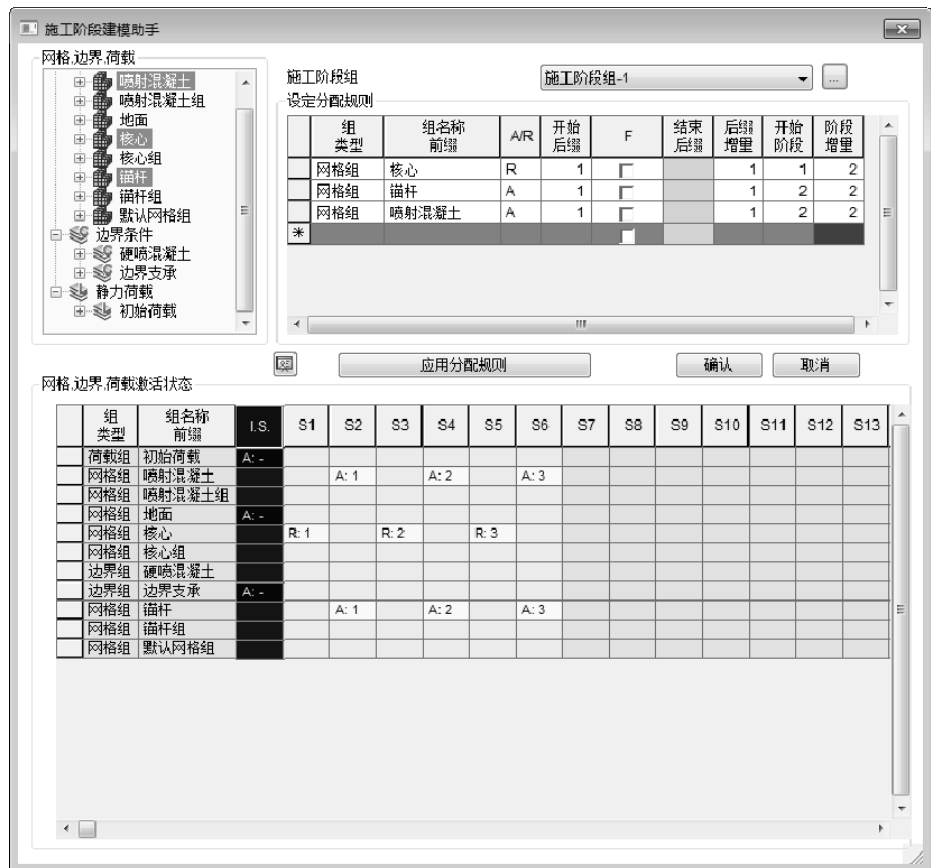 施工阶段建模助手
网格,边界,荷载
喷射混凝土
喷射混凝土组
地面
核心
核心组
锚杆
锚杆组
默认网格组
边界条件
硬喷混凝土
边界支承
静力荷载
初始荷载
施工阶段组 施工阶段组-1 ...
设定分配规则
组类型 组名称前缀 A/R 开始后缀 F 结束后缀 后缀增量 开始阶段 阶段增量
网格组 核心 R 1 1 1 2
网格组 锚杆 A 1 1 2 2
网格组 喷射混凝土 A 1 1 2 2
*
应用分配规则 确认 取消
网格,边界,荷载激活状态
组类型 组名称前缀 I.S. S1 S2 S3 S4 S5 S6 S7 S8 S9 S10 S11 S12 S13
荷载组 初始荷载 A: -
网格组 喷射混凝土 A: 1 A: 2 A: 3
网格组 喷射混凝土组
网格组 地面 A: -
网格组 核心 R: 1 R: 2 R: 3
网格组 核心组
边界组 硬喷混凝土
边界组 边界支承 A: -
网格组 锚杆 A: 1 A: 2 A: 3
网格组 锚杆组
网格组 默认网格组